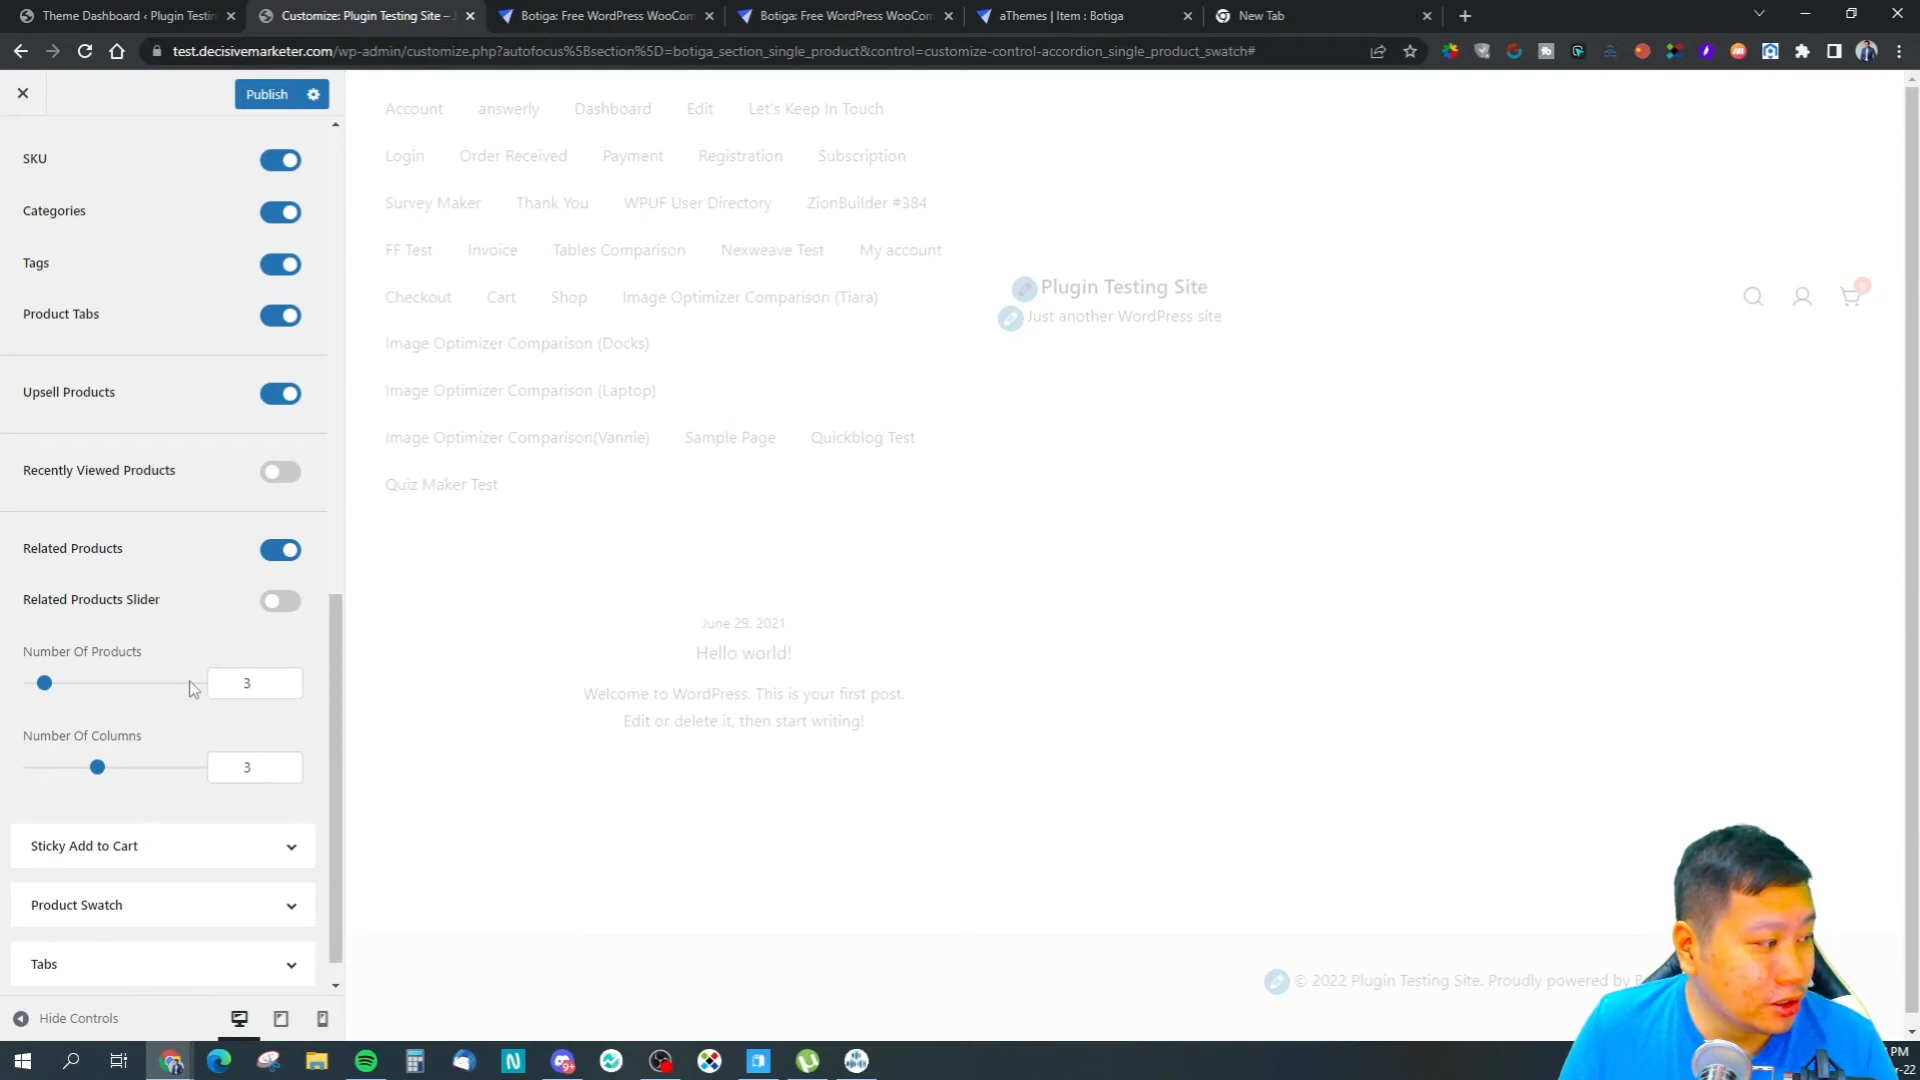 Theme Dashboard ‹ Plugin Testin
Customize: Plugin Testing Site –
Botiga: Free WordPress WooCom
Botiga: Free WordPress WooCom
aThemes | Item : Botiga
New Tab
test.decisivemarketer.com/wp-admin/customize.php?autofocus%5Bsection%5D=botiga_section_single_product&control=customize-control-accordion_single_product_swatch#
Publish
SKU
Categories
Tags
Product Tabs
Upsell Products
Recently Viewed Products
Related Products
Related Products Slider
Number Of Products
3
Number Of Columns
3
Sticky Add to Cart
Product Swatch
Tabs
Hide Controls
Account answerly Dashboard Edit Let's Keep In Touch
Login Order Received Payment Registration Subscription
Survey Maker Thank You WPUF User Directory ZionBuilder #384
FF Test Invoice Tables Comparison Nexweave Test My account
Checkout Cart Shop Image Optimizer Comparison (Tiara)
Image Optimizer Comparison (Docks)
Image Optimizer Comparison (Laptop)
Image Optimizer Comparison(Vannie) Sample Page Quickblog Test
Quiz Maker Test
Plugin Testing Site
Just another WordPress site
0
June 29, 2021
Hello world!
Welcome to WordPress. This is your first post.
Edit or delete it, then start writing!
© 2022 Plugin Testing Site. Proudly powered by
PM
-22